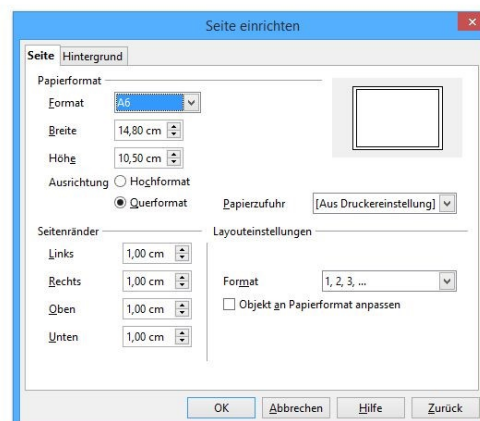 Seite einrichten
Seite Hintergrund
Papierformat
Format A6
Breite 14,80 cm
Höhe 10,50 cm
Ausrichtung Hochformat
Querformat Papierzufuhr [Aus Druckereinstellung]
Seitenränder Layouteinstellungen
Links 1,00 cm
Rechts 1,00 cm Format 1, 2, 3, ...
Oben 1,00 cm Objekt an Papierformat anpassen
Unten 1,00 cm
OK Abbrechen Hilfe Zurück